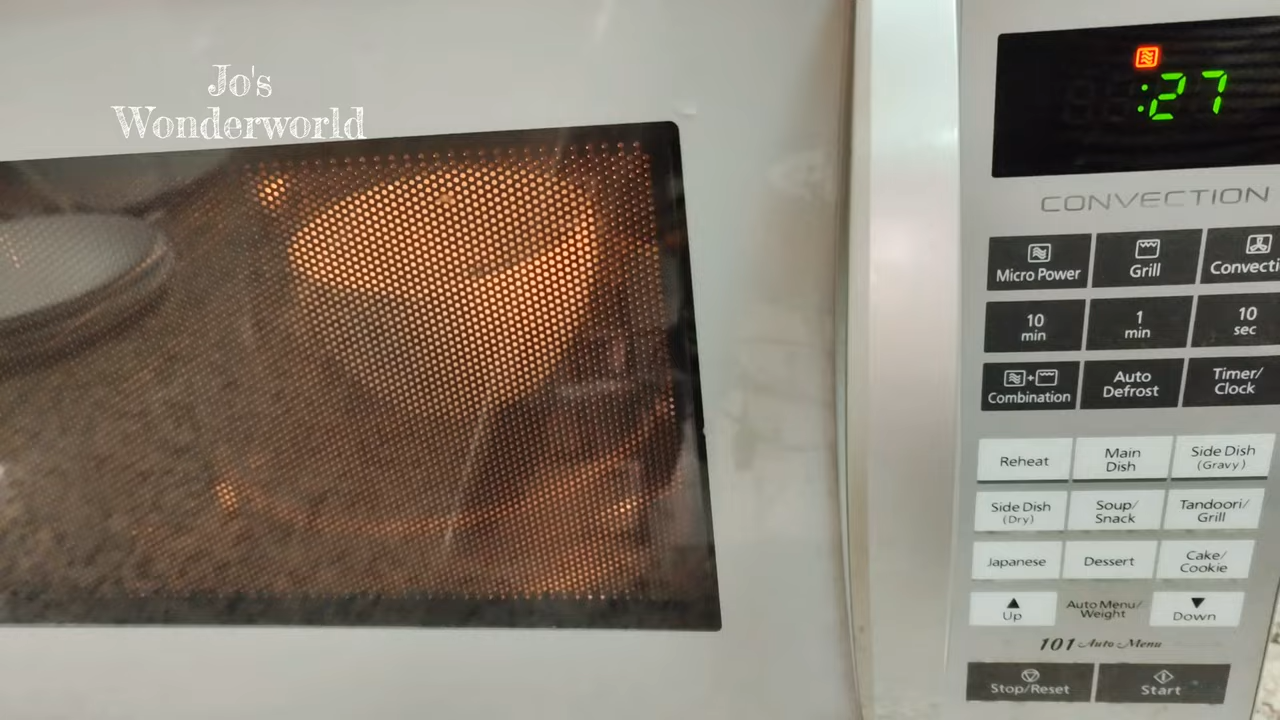 Jo's
Wonderworld
:27
CONVECTION
Micro Power
Grill
Convecti
10
min
1
min
10
sec
+
Combination
Auto
Defrost
Timer/
Clock
Reheat
Main
Dish
Side Dish
(Gravy)
Side Dish
(Dry)
Soup/
Snack
Tandoori/
Grill
Japanese
Dessert
Cake/
Cookie
Up
Auto Menu/
Weight
Down
101 Auto Menu
Stop/Reset
Start